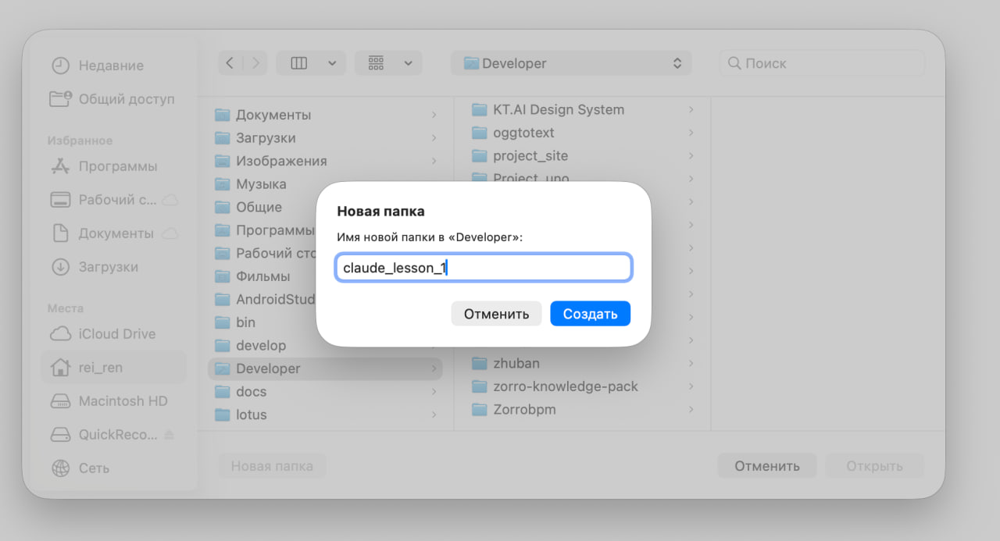 Недавние
Общий доступ
Избранное
Программы
Рабочий с...
Документы
Загрузки
Места
iCloud Drive
rei_ren
Macintosh HD
QuickReco...
Сеть
Developer
Поиск
Документы
Загрузки
Изображения
Музыка
Общие
Программы
Рабочий сто
Фильмы
AndroidStud
bin
develop
Developer
docs
lotus
KT.AI Design System
oggtotext
project_site
Project_uno
zhuban
zorro-knowledge-pack
Zorrobpm
Новая папка
Имя новой папки в «Developer»:
claude_lesson_1
Отменить
Создать
Новая папка
Отменить
Открыть